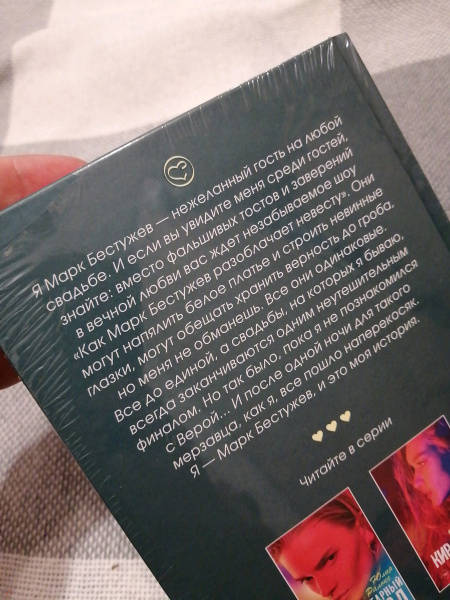 Я Марк Бестужев — нежеланный гость на любой
свадьбе. И если вы увидите меня среди гостей,
знайте: вместо фальшивых тостов и заверений
в вечной любви вас ждет незабываемое шоу
«Как Марк Бестужев разоблачает невесту». Они
могут напялить белое платье и строить невинные
глазки, могут обещать хранить верность до гроба,
но меня не обманешь. Все они одинаковые.
Все до единой, а свадьбы, на которых я бываю,
всегда заканчиваются одним неутешительным
финалом. Но так было, пока я не познакомился
с Верой... И после одной ночи для такого
мерзавца, как я, все пошло наперекосяк.
Я — Марк Бестужев, и это моя история.
Читайте в серии